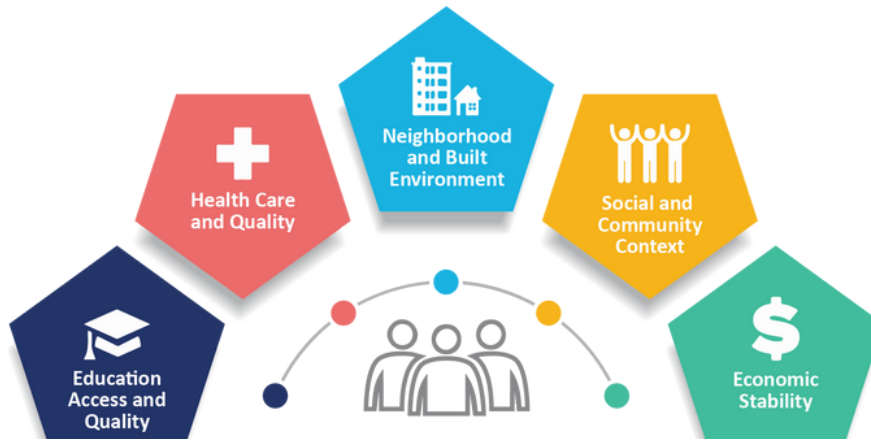 Education
Access and
Quality
Health Care
and Quality
Neighborhood
and Built
Environment
Social and
Community
Context
$
Economic
Stability